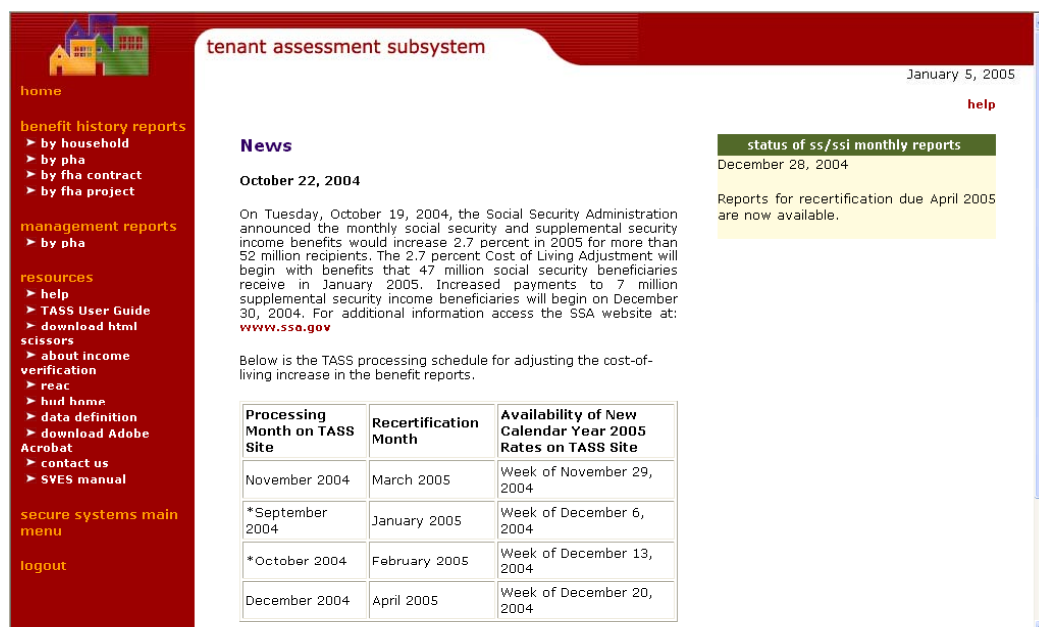 tenant assessment subsystem
January 5, 2005
help
home
benefit history reports
by household
by pha
by fha contract
by fha project
management reports
by pha
resources
help
TASS User Guide
download html
scissors
about income
verification
reac
hud home
data definition
download Adobe
Acrobat
contact us
SVES manual
secure systems main
menu
logout
News
October 22, 2004
On Tuesday, October 19, 2004, the Social Security Administration
announced the monthly social security and supplemental security
income benefits would increase 2.7 percent in 2005 for more than
52 million recipients. The 2.7 percent Cost of Living Adjustment will
begin with benefits that 47 million social security beneficiaries
receive in January 2005. Increased payments to 7 million
supplemental security income beneficiaries will begin on December
30, 2004. For additional information access the SSA website at:
www.ssa.gov
Below is the TASS processing schedule for adjusting the cost-of-
living increase in the benefit reports.
Processing
Month on TASS
Site
Recertification
Month
Availability of New
Calendar Year 2005
Rates on TASS Site
November 2004
March 2005
Week of November 29,
2004
*September
2004
January 2005
Week of December 6,
2004
*October 2004
February 2005
Week of December 13,
2004
December 2004
April 2005
Week of December 20,
2004
status of ss/ssi monthly reports
December 28, 2004
Reports for recertification due April 2005
are now available.